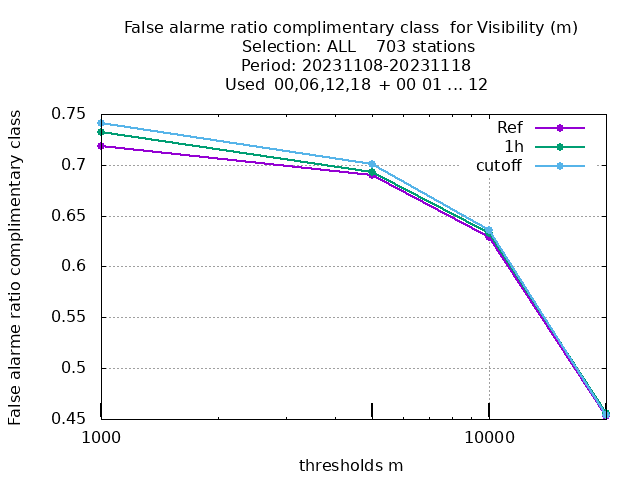 False alarme ratio complimentary class  for Visibility (m)
Selection: ALL    703 stations
Period: 20231108-20231118
Used  00,06,12,18  + 00 01 ... 12
False alarme ratio complimentary class
0.75
0.7
0.65
0.6
0.55
0.5
0.45
Ref
1h
cutoff
1000
10000
thresholds m